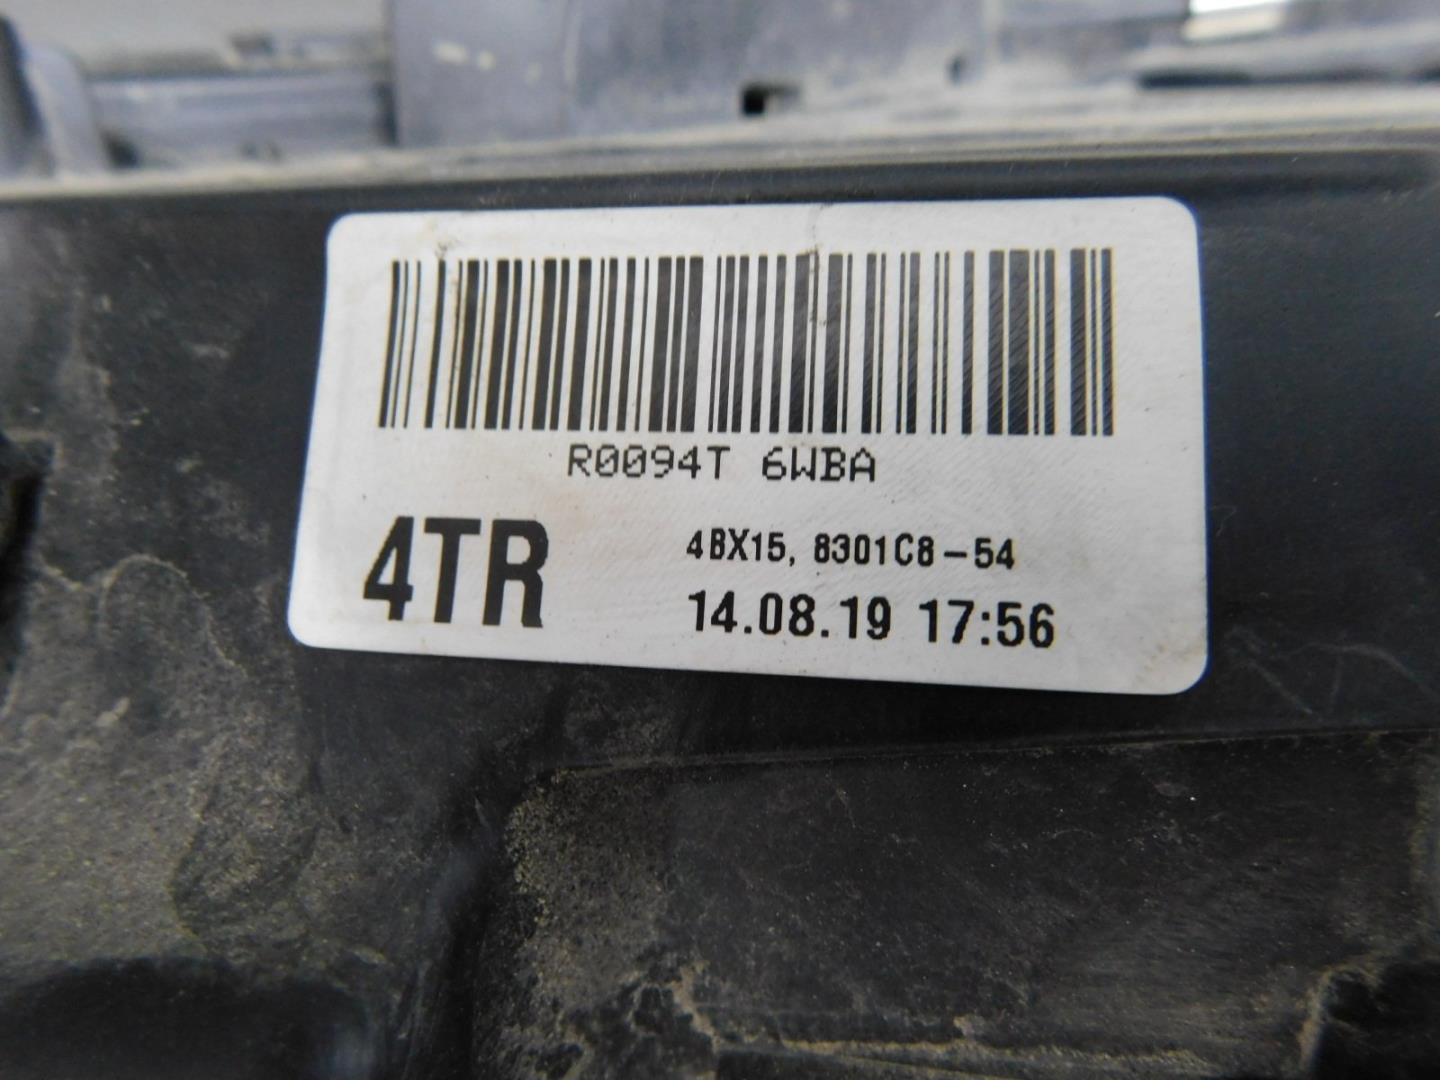 R0094T 6WBA
4TR
4BX15, 8301C8-54
14.08.19 17:56